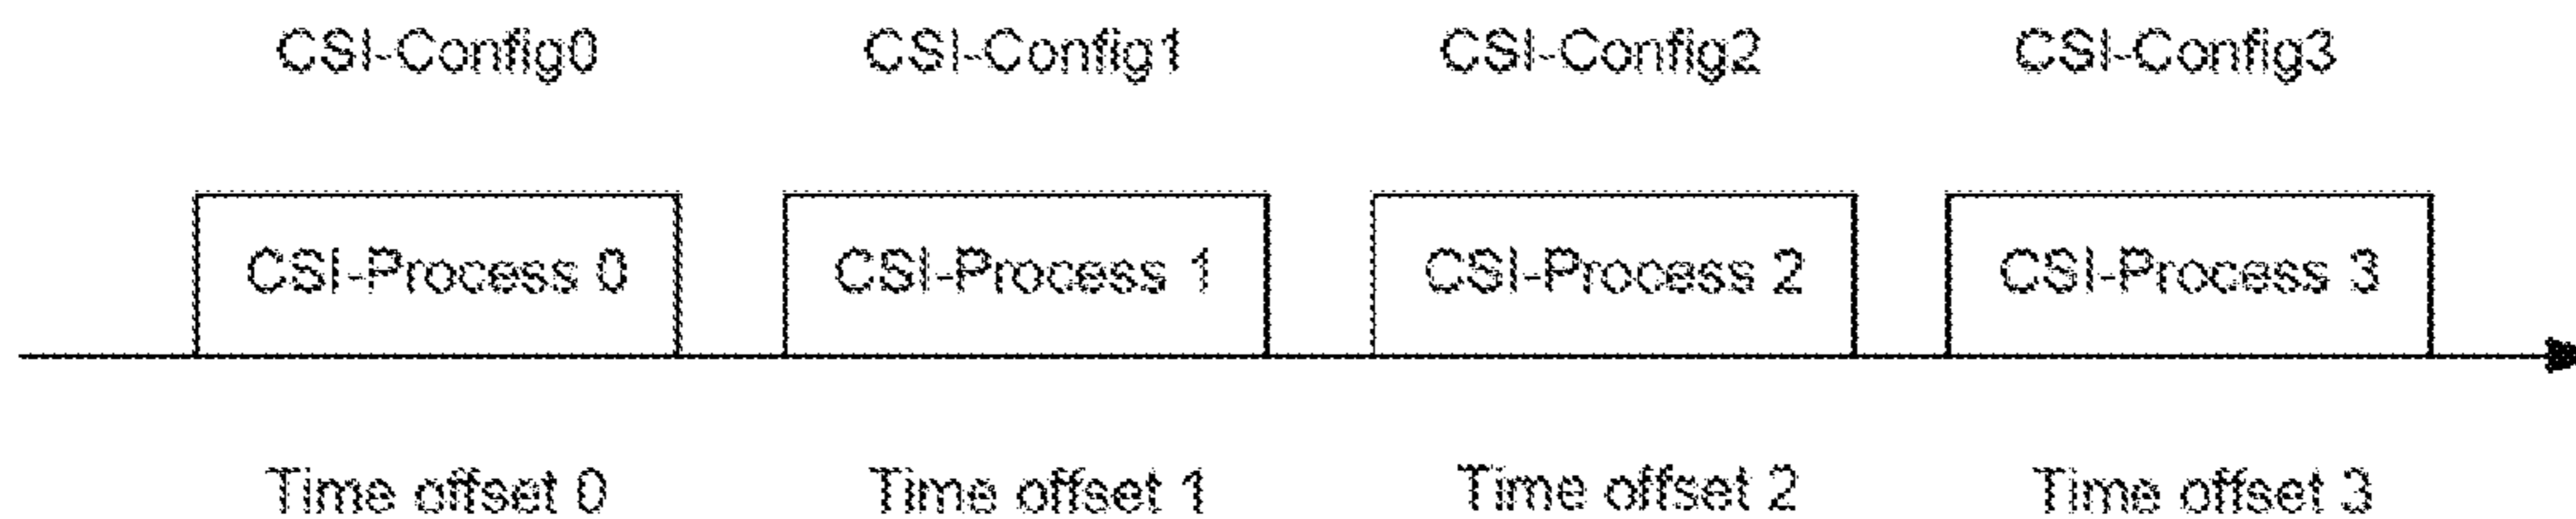 CSI-Config0 CSI-Config1 CSI-Config2 CSI-Config3
CSI-Process 0 CSI-Process 1 CSI-Process 2 CSI-Process 3
Time offset 0 Time offset 1 Time offset 2 Time offset 3